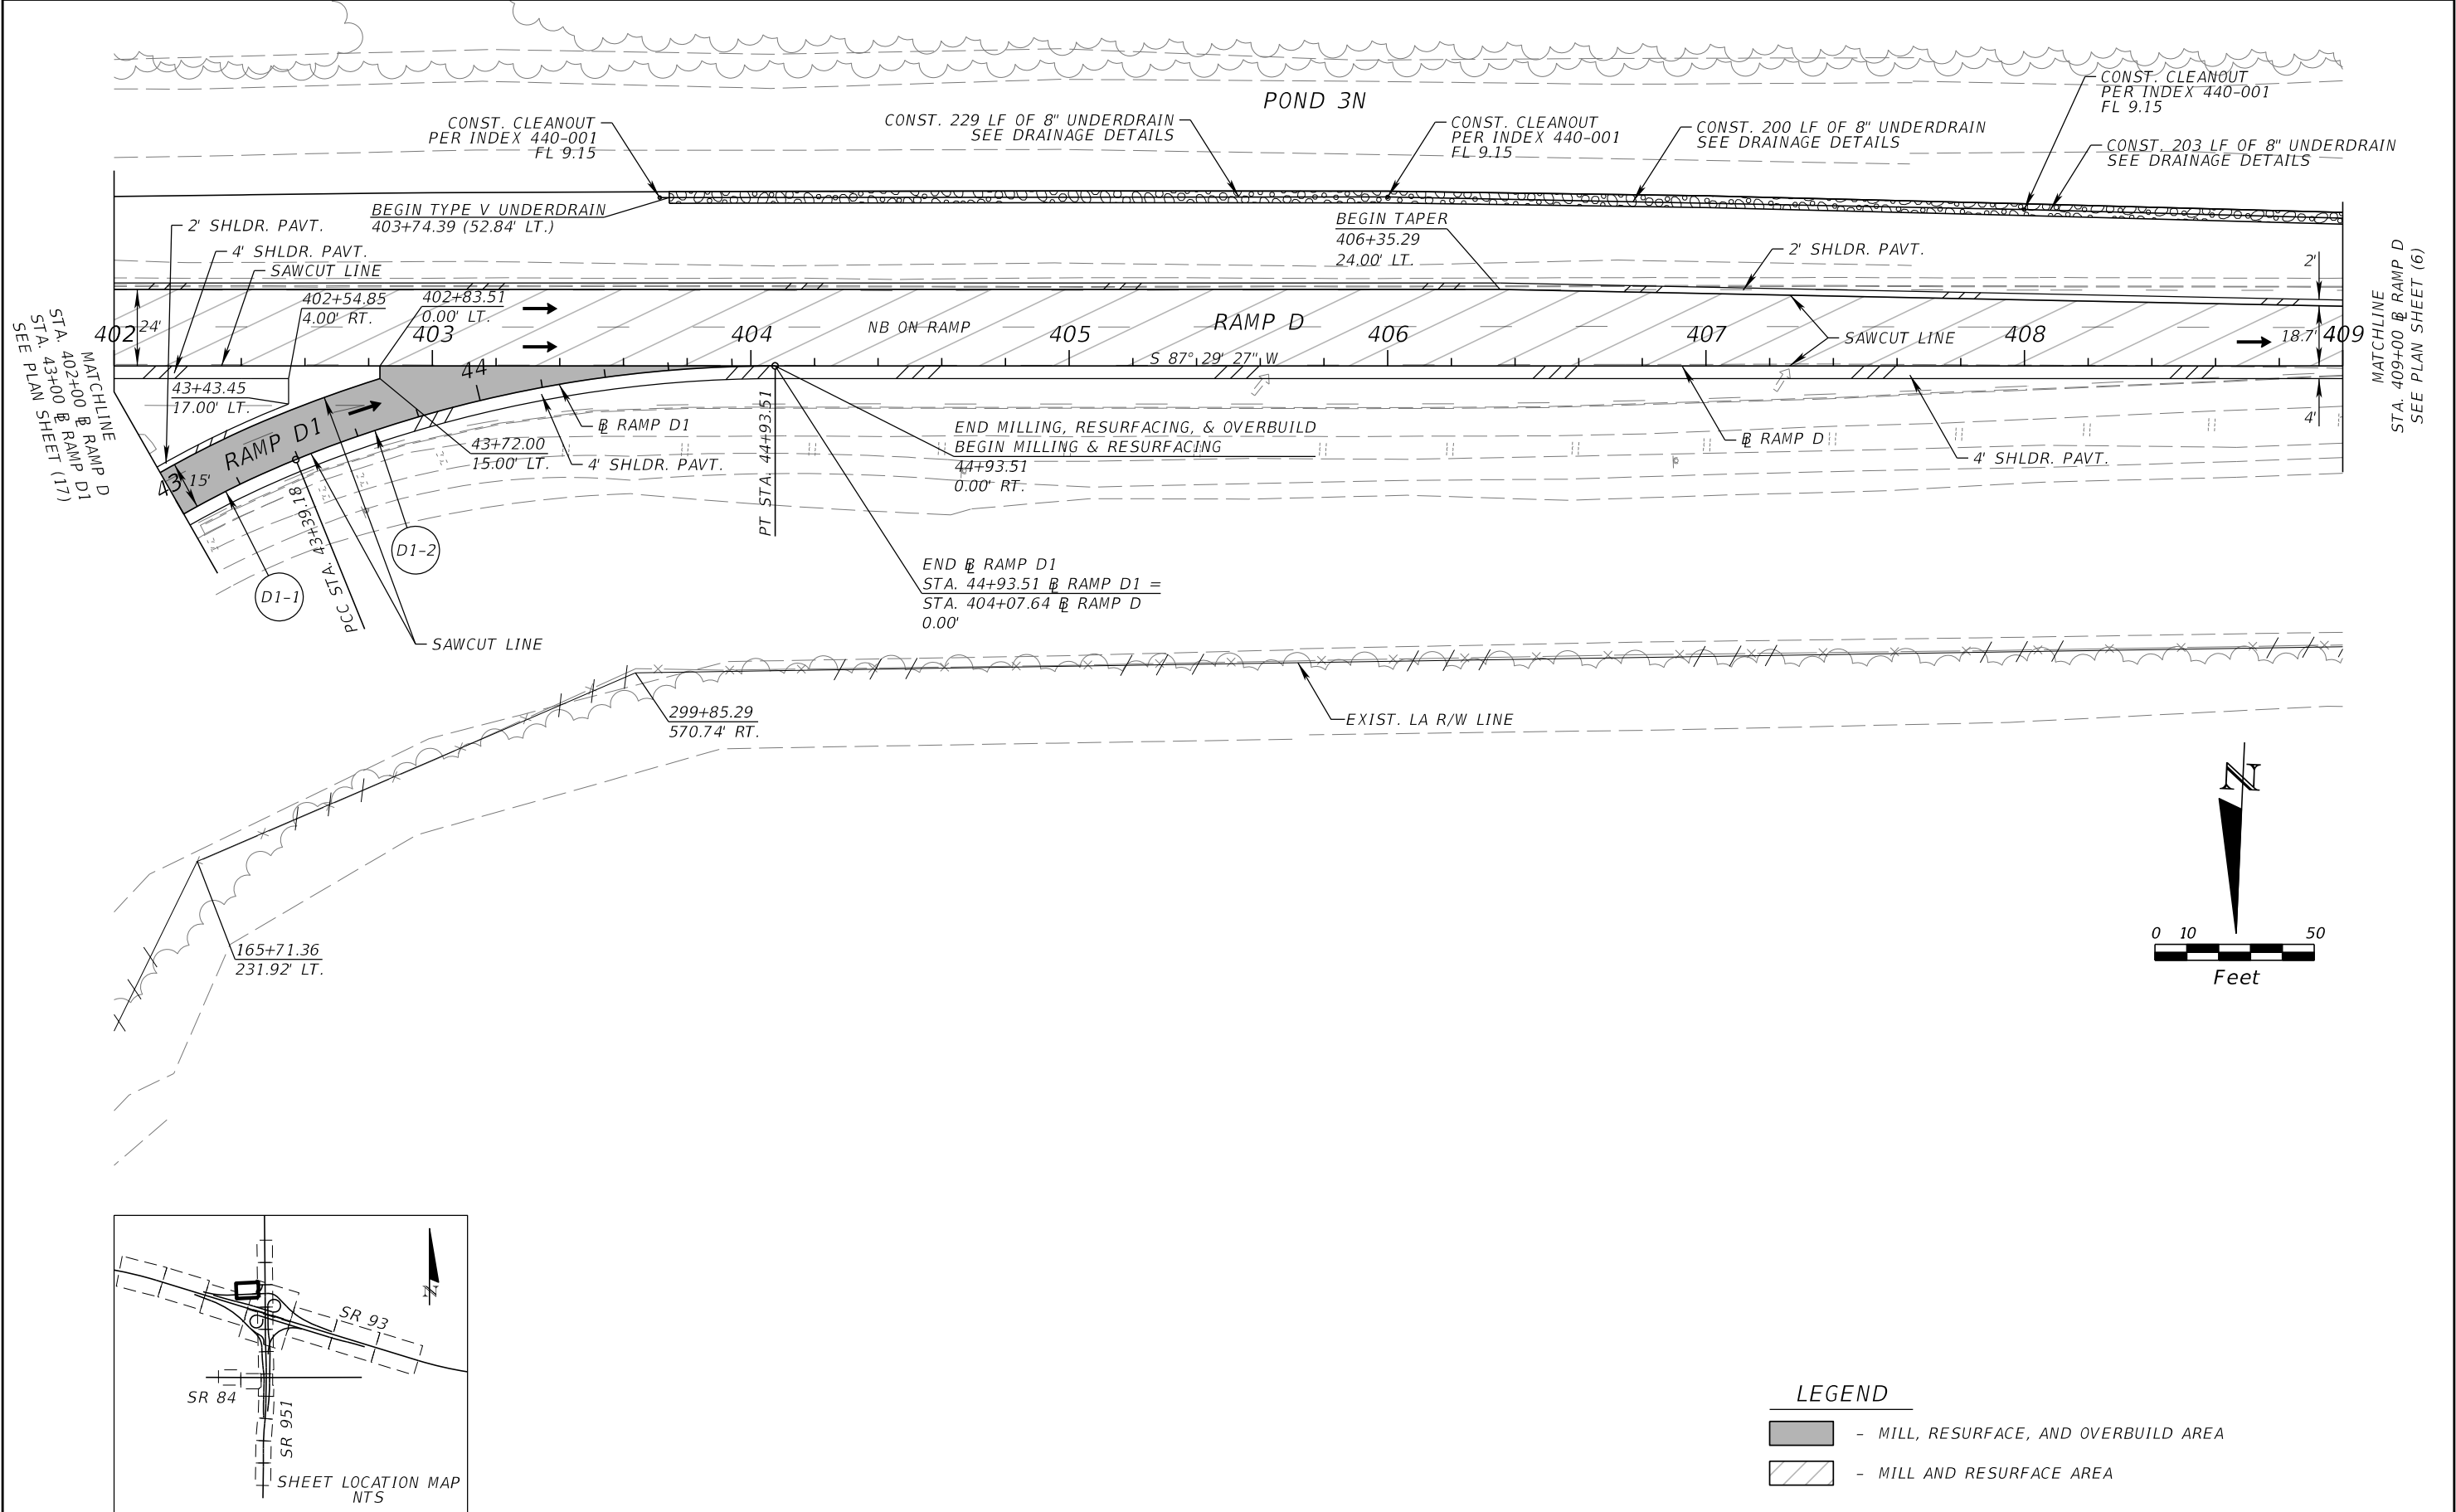 POND 3N
CONST. CLEANOUT
PER INDEX 440-001
FL 9.15
CONST. 229 LF OF 8" UNDERDRAIN
SEE DRAINAGE DETAILS
CONST. CLEANOUT
PER INDEX 440-001
FL 9.15
CONST. 200 LF OF 8" UNDERDRAIN
SEE DRAINAGE DETAILS
CONST. CLEANOUT
PER INDEX 440-001
FL 9.15
CONST. 203 LF OF 8" UNDERDRAIN
SEE DRAINAGE DETAILS
BEGIN TYPE V UNDERDRAIN
403+74.39 (52.84' LT.)
2' SHLDR. PAVT.
4' SHLDR. PAVT.
SAWCUT LINE
402+54.85
4.00' RT.
402+83.51
0.00' LT.
BEGIN TAPER
406+35.29
24.00' LT.
2' SHLDR. PAVT.
2'
402
24'
403
404
NB ON RAMP
405
RAMP D
406
407
SAWCUT LINE
408
18.7'
409
S 87° 29' 27" W
MATCHLINE
STA. 402+00 ℄ RAMP D
STA. 43+00 ℄ RAMP D1
SEE PLAN SHEET (17)
MATCHLINE
STA. 409+00 ℄ RAMP D
SEE PLAN SHEET (6)
43+43.45
17.00' LT.
44
RAMP D1
43
15'
43+72.00
15.00' LT.
℄ RAMP D1
4' SHLDR. PAVT.
PT STA. 44+93.51
END MILLING, RESURFACING, & OVERBUILD
BEGIN MILLING & RESURFACING
44+93.51
0.00' RT.
℄ RAMP D
4' SHLDR. PAVT.
4'
D1-2
D1-1
PCC STA. 43+39.18
SAWCUT LINE
END ℄ RAMP D1
STA. 44+93.51 ℄ RAMP D1 =
STA. 404+07.64 ℄ RAMP D
0.00'
299+85.29
570.74' RT.
EXIST. LA R/W LINE
165+71.36
231.92' LT.
N
0 10 50
Feet
N
SR 93
SR 84
SR 951
SHEET LOCATION MAP
NTS
LEGEND
- MILL, RESURFACE, AND OVERBUILD AREA
- MILL AND RESURFACE AREA